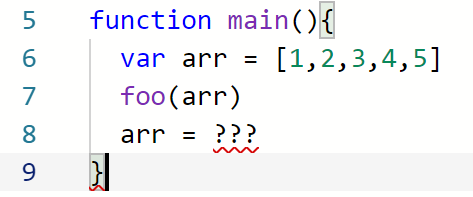 5 function main(){
6 var arr = [1,2,3,4,5]
7 foo(arr)
8 arr = ???
9 }